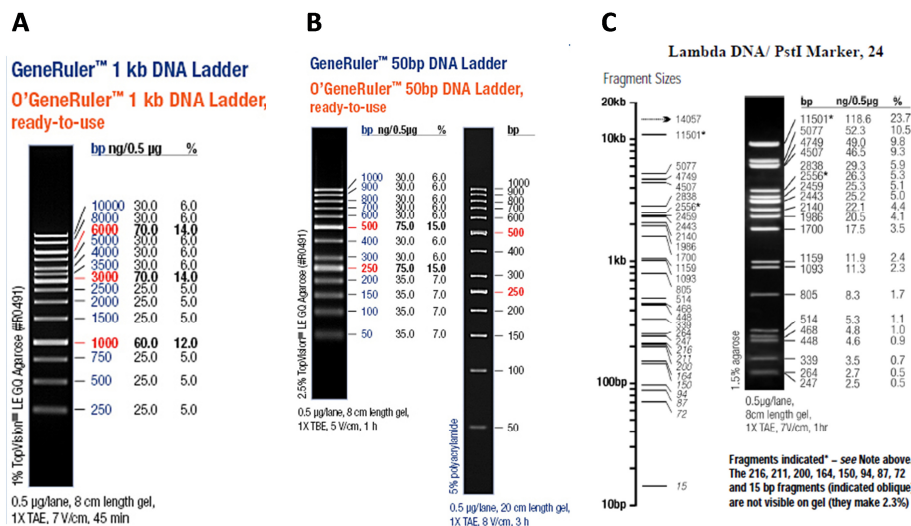 A
GeneRuler™ 1 kb DNA Ladder
O'GeneRuler™ 1 kb DNA Ladder,
ready-to-use
bp ng/0.5 µg %
10000 30.0 6.0
8000 30.0 6.0
6000 70.0 14.0
5000 30.0 6.0
4000 30.0 6.0
3500 30.0 6.0
3000 70.0 14.0
2500 25.0 5.0
2000 25.0 5.0
1500 25.0 5.0
1000 60.0 12.0
750 25.0 5.0
500 25.0 5.0
250 25.0 5.0
1% TopVision™ LE GQ Agarose (#R0491)
0.5 µg/lane, 8 cm length gel,
1X TAE, 7 V/cm, 45 min
B
GeneRuler™ 50bp DNA Ladder
O'GeneRuler™ 50bp DNA Ladder,
ready-to-use
bp ng/0.5µg %
1000 30.0 6.0
900 30.0 6.0
800 30.0 6.0
700 30.0 6.0
600 30.0 6.0
500 75.0 15.0
400 30.0 6.0
300 30.0 6.0
250 75.0 15.0
200 35.0 7.0
150 35.0 7.0
100 35.0 7.0
50 35.0 7.0
2.5% TopVision™ LE GQ Agarose (#R0491)
0.5 µg/lane, 8 cm length gel,
1X TBE, 5 V/cm, 1 h
bp
1000
900
800
700
600
500
400
300
250
200
150
100
50
5% polyacrylamide
0.5 µg/lane, 20 cm length gel,
1X TAE, 8 V/cm, 3 h
C
Lambda DNA/ PstI Marker, 24
Fragment Sizes
20kb
10kb
1kb
100bp
10bp
14057
11501*
5077
4749
4507
2838
2556*
2459
2443
2140
1986
1700
1159
1093
805
514
468
448
339
264
247
216
211
200
164
150
94
87
72
15
bp ng/0.5µg %
11501* 118.6 23.7
5077 52.3 10.5
4749 49.0 9.8
4507 46.5 9.3
2838 29.3 5.9
2556* 26.3 5.3
2459 25.3 5.1
2443 25.2 5.0
2140 22.1 4.4
1986 20.5 4.1
1700 17.5 3.5
1159 11.9 2.4
1093 11.3 2.3
805 8.3 1.7
514 5.3 1.1
468 4.8 1.0
448 4.6 0.9
339 3.5 0.7
264 2.7 0.5
247 2.5 0.5
1.5% agarose
0.5µg/lane,
8cm length gel,
1X TAE, 7V/cm, 1hr
Fragments indicated* – see Note above
The 216, 211, 200, 164, 150, 94, 87, 72
and 15 bp fragments (indicated oblique
are not visible on gel (they make 2.3%)